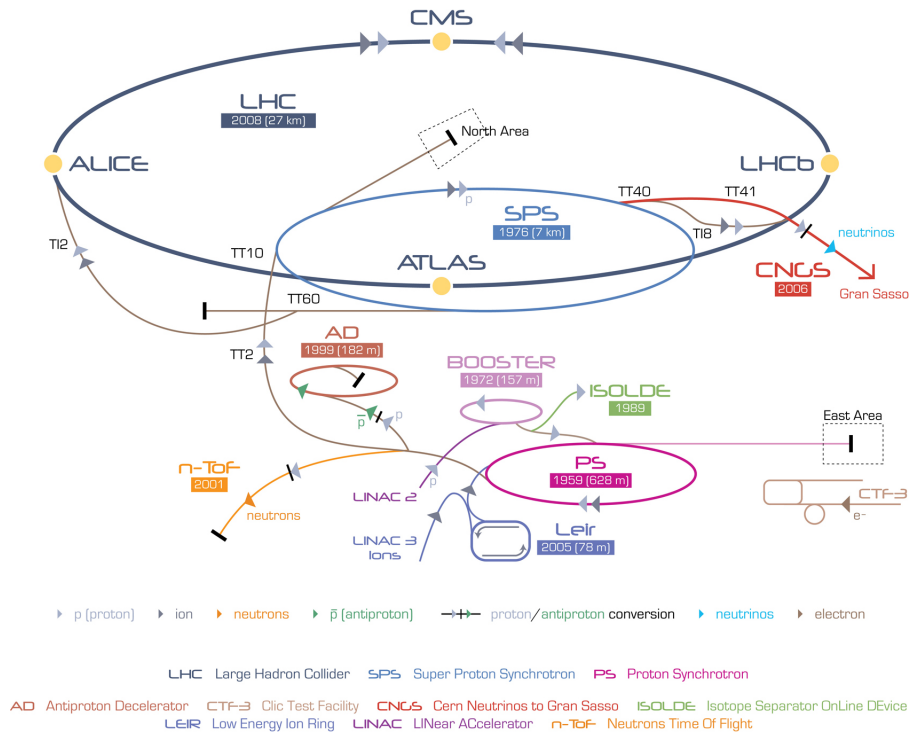 CMS
LHC
2008 (27 km)
North Area
ALICE
LHCb
TT40
TT41
p
SPS
1976 (7 km)
TI8
neutrinos
TI2
TT10
ATLAS
CNGS
2006
Gran Sasso
TT60
AD
1999 (182 m)
TT2
BOOSTER
1972 (157 m)
ISOLDE
1989
p̅
p
East Area
n-ToF
2001
PS
1959 (628 m)
p
LINAC 2
neutrons
CTF3
e-
LINAC 3
Ions
Leir
2005 (78 m)
p (proton)
ion
neutrons
p̅ (antiproton)
proton/antiproton conversion
neutrinos
electron
LHC Large Hadron Collider
SPS Super Proton Synchrotron
PS Proton Synchrotron
AD Antiproton Decelerator
CTF3 Clic Test Facility
CNGS Cern Neutrinos to Gran Sasso
ISOLDE Isotope Separator OnLine DEvice
LEIR Low Energy Ion Ring
LINAC LINear ACcelerator
n-ToF Neutrons Time Of Flight